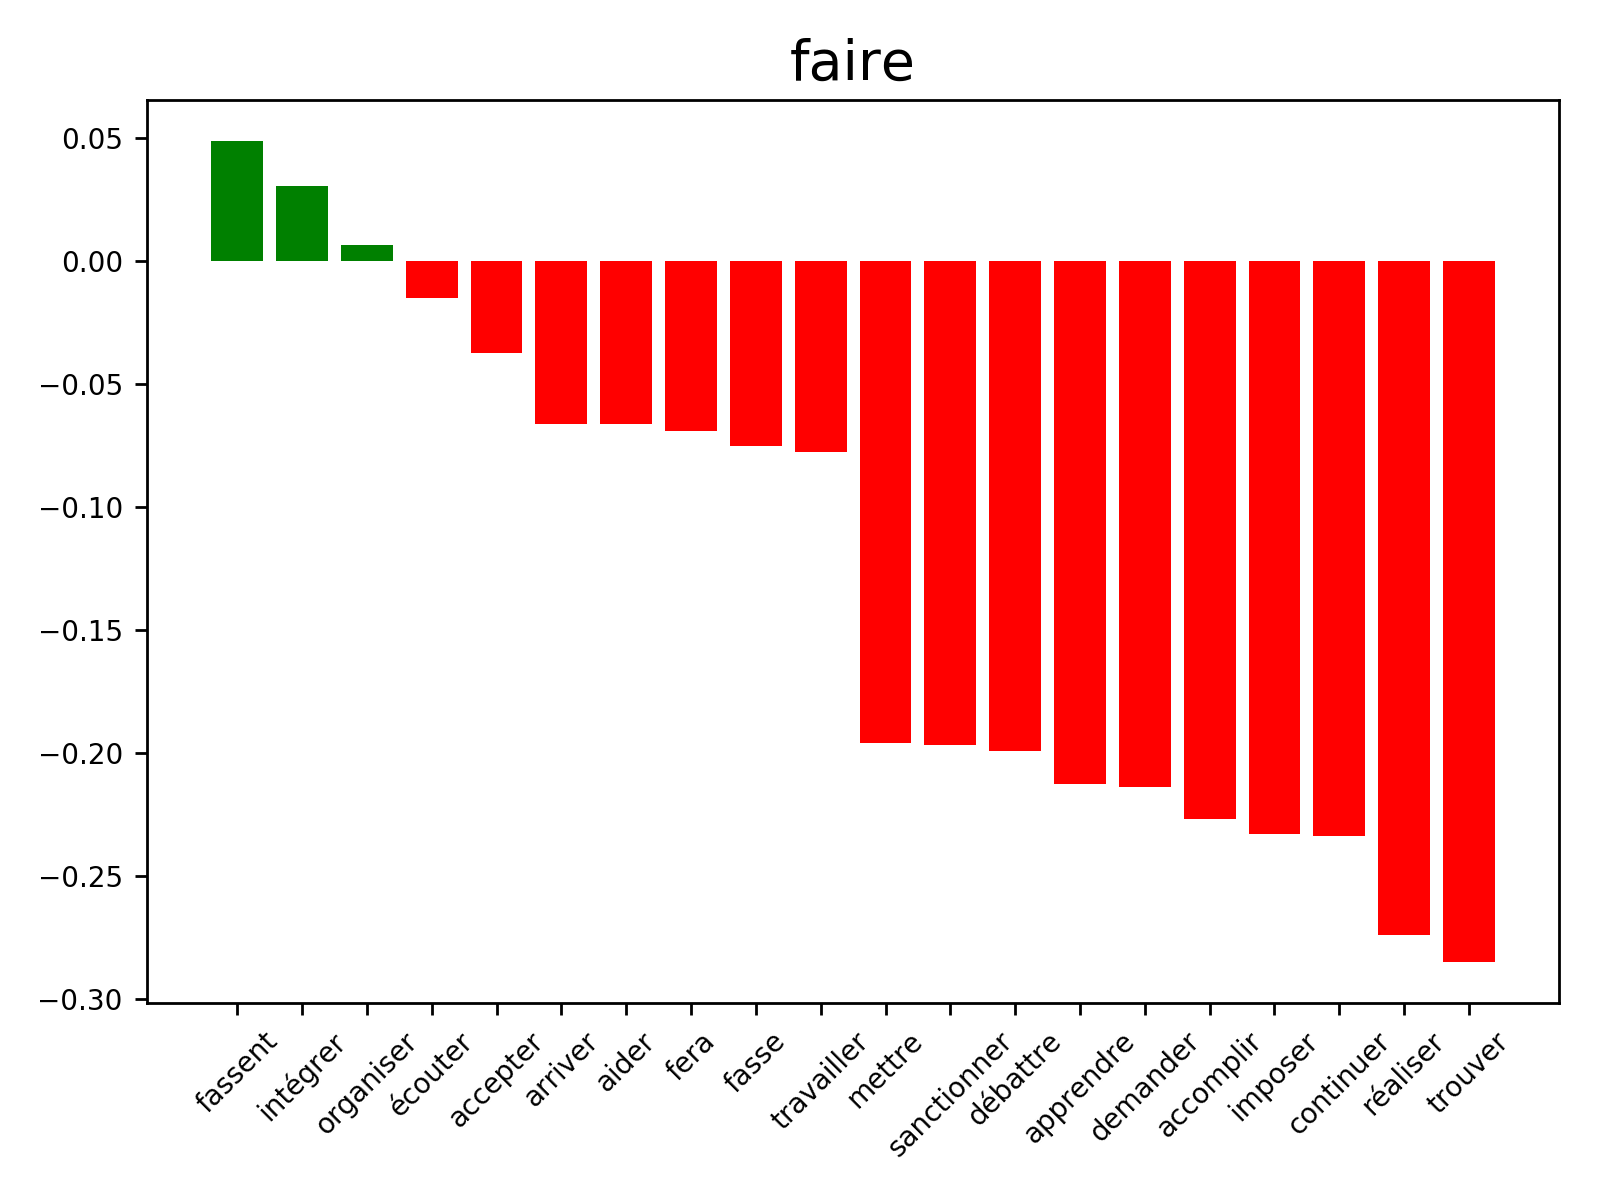 faire
0.05
0.00
−0.05
−0.10
−0.15
−0.20
−0.25
−0.30
fassent
intégrer
organiser
écouter
accepter
arriver
aider
fera
fasse
travailler
mettre
sanctionner
débattre
apprendre
demander
accomplir
imposer
continuer
réaliser
trouver